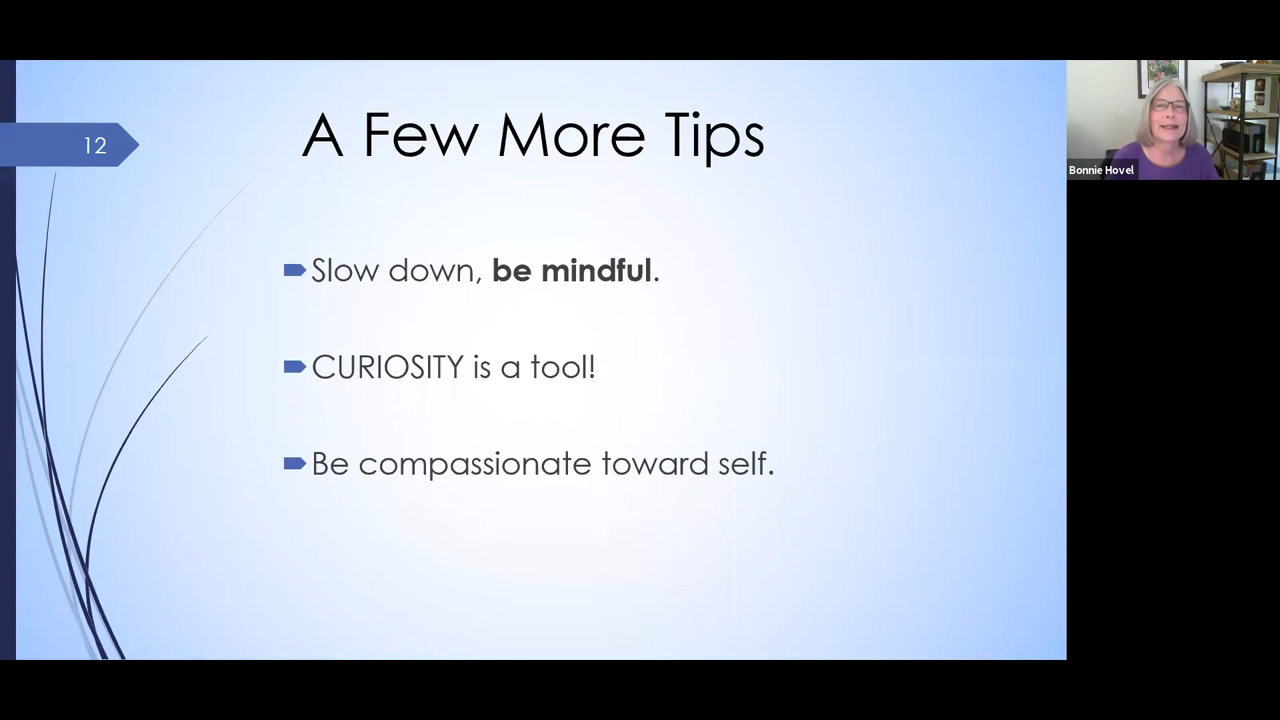 12
A Few More Tips
Slow down, be mindful.
CURIOSITY is a tool!
Be compassionate toward self.
Bonnie Hovel